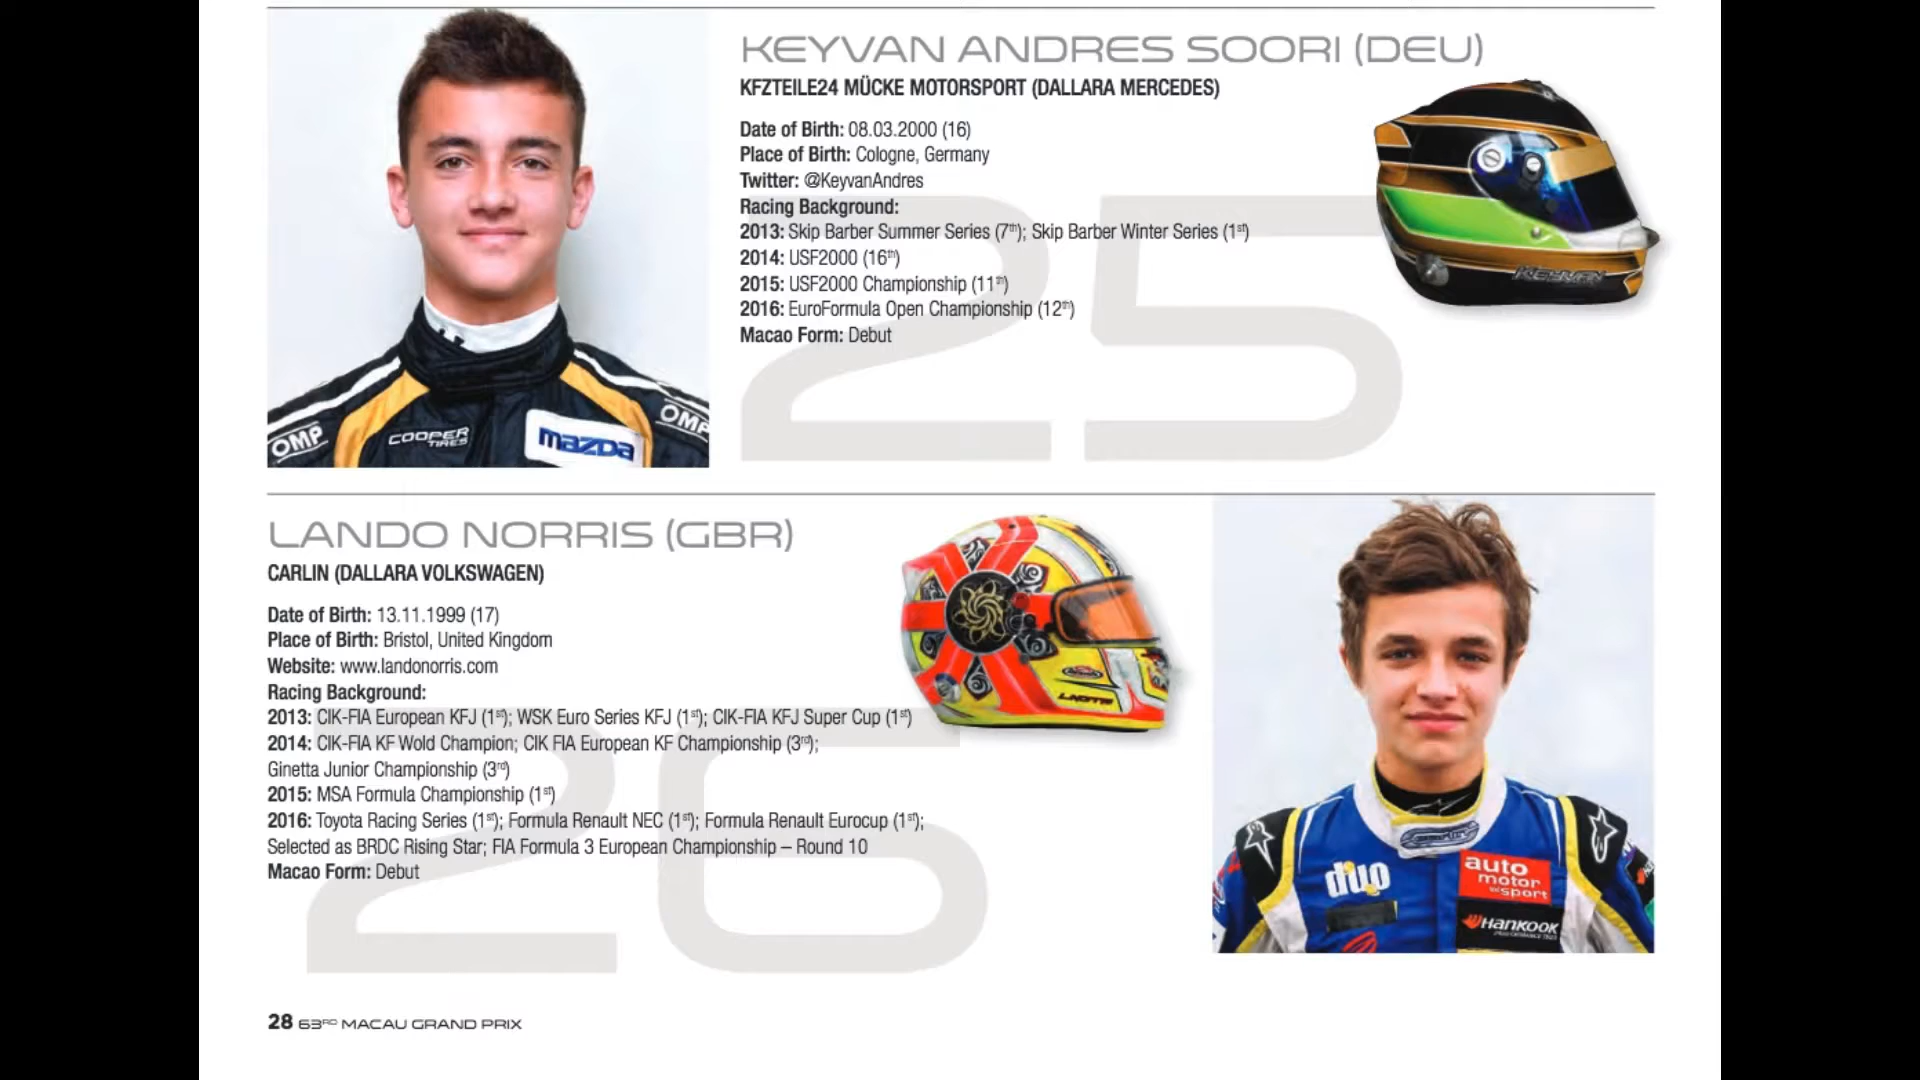 KEYVAN ANDRES SOORI (DEU)
KFZTEILE24 MÜCKE MOTORSPORT (DALLARA MERCEDES)
Date of Birth: 08.03.2000 (16)
Place of Birth: Cologne, Germany
Twitter: @KeyvanAndres
Racing Background:
2013: Skip Barber Summer Series (7th); Skip Barber Winter Series (1st)
2014: USF2000 (16th)
2015: USF2000 Championship (11th)
2016: EuroFormula Open Championship (12th)
Macao Form: Debut
25
KEYVAN
OMP
COOPER
TIRES
mazda
OMP
LANDO NORRIS (GBR)
CARLIN (DALLARA VOLKSWAGEN)
Date of Birth: 13.11.1999 (17)
Place of Birth: Bristol, United Kingdom
Website: www.landonorris.com
Racing Background:
2013: CIK-FIA European KFJ (1st); WSK Euro Series KFJ (1st); CIK-FIA KFJ Super Cup (1st)
2014: CIK-FIA KF Wold Champion; CIK FIA European KF Championship (3rd);
Ginetta Junior Championship (3rd)
2015: MSA Formula Championship (1st)
2016: Toyota Racing Series (1st); Formula Renault NEC (1st); Formula Renault Eurocup (1st);
Selected as BRDC Rising Star; FIA Formula 3 European Championship – Round 10
Macao Form: Debut
26
L.NORRIS
duo
auto
motor
sport
HANKOOK
28 63RD MACAU GRAND PRIX